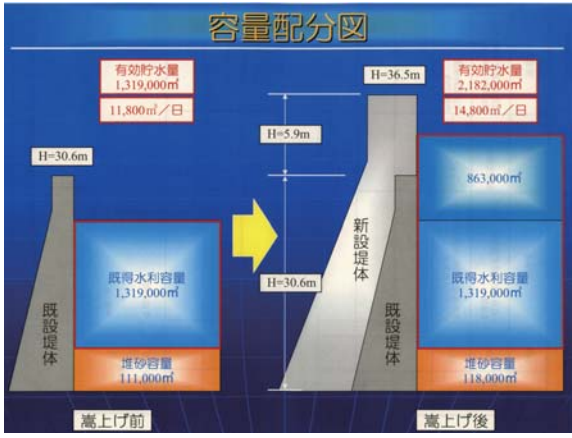 容量配分図
有効貯水量
1,319,000㎥
11,800㎥／日
H=30.6m
既設堤体
既得水利容量
1,319,000㎥
堆砂容量
111,000㎥
嵩上げ前
H=36.5m
有効貯水量
2,182,000㎥
14,800㎥／日
H=5.9m
H=30.6m
新設堤体
既設堤体
863,000㎥
既得水利容量
1,319,000㎥
堆砂容量
118,000㎥
嵩上げ後